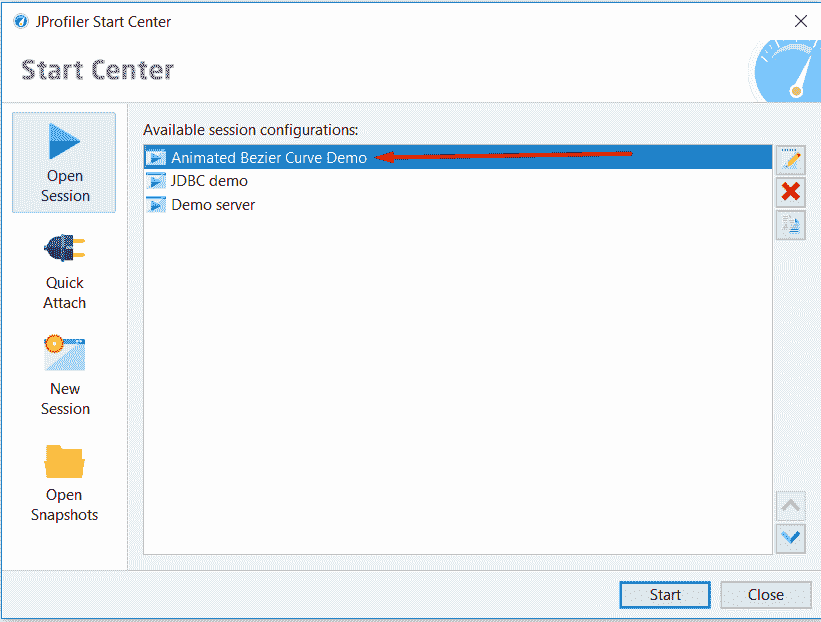 JProfiler Start Center
Start Center
Available session configurations:
Open
Session
Animated Bezier Curve Demo
JDBC demo
Demo server
Quick
Attach
New
Session
Open
Snapshots
Start
Close